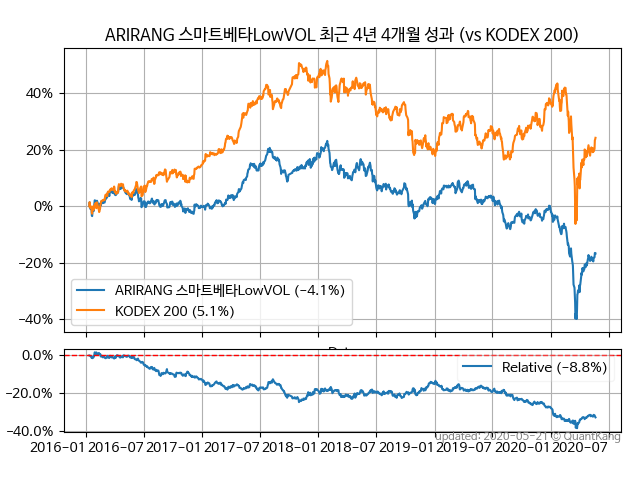 ARIRANG 스마트베타LowVOL 최근 4년 4개월 성과 (vs KODEX 200)
40%
20%
0%
−20%
−40%
ARIRANG 스마트베타LowVOL (−4.1%)
KODEX 200 (5.1%)
0.0%
−20.0%
−40.0%
Relative (−8.8%)
updated: 2020-05-21 © QuantKang
2016-01 2016-07 2017-01 2017-07 2018-01 2018-07 2019-01 2019-07 2020-01 2020-07